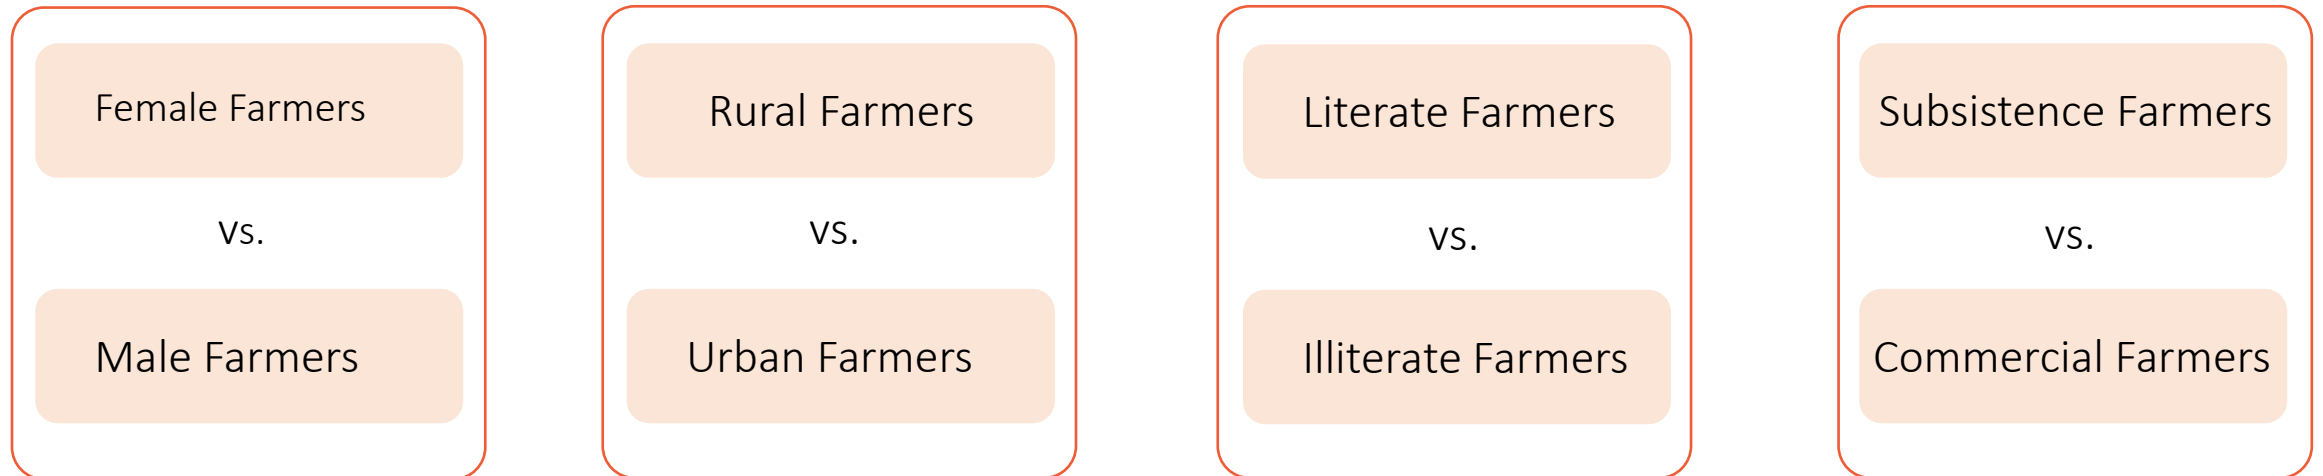 Female Farmers
vs.
Male Farmers
Rural Farmers
vs.
Urban Farmers
Literate Farmers
vs.
Illiterate Farmers
Subsistence Farmers
vs.
Commercial Farmers